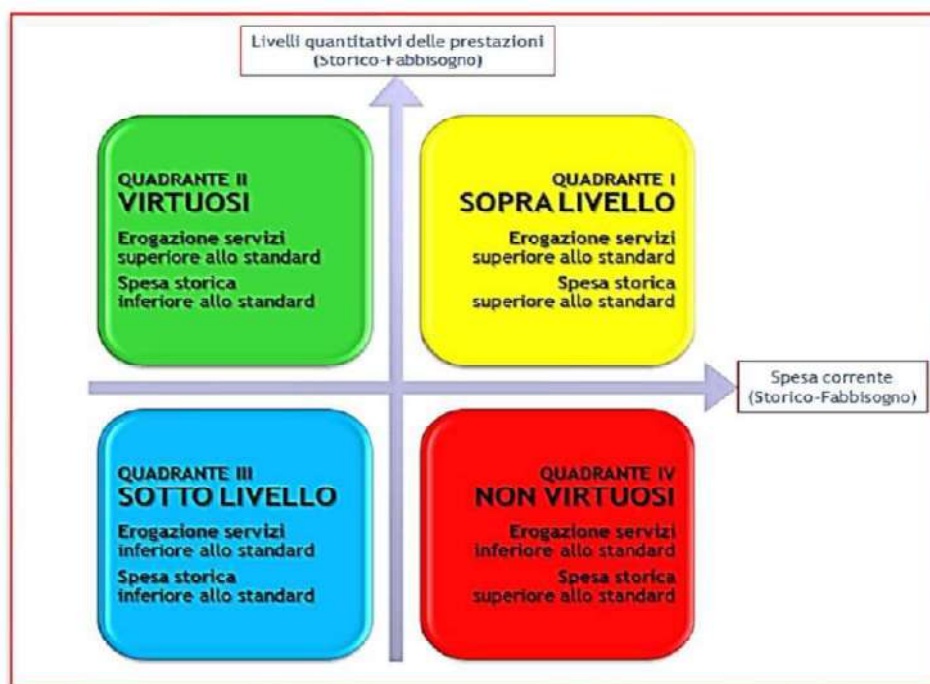 Livelli quantitativi delle prestazioni
(Storico-Fabbisogno)
QUADRANTE II
VIRTUOSI
Erogazione servizi
superiore allo standard
Spesa storica
inferiore allo standard
QUADRANTE I
SOPRA LIVELLO
Erogazione servizi
superiore allo standard
Spesa storica
superiore allo standard
Spesa corrente
(Storico-Fabbisogno)
QUADRANTE III
SOTTO LIVELLO
Erogazione servizi
inferiore allo standard
Spesa storica
inferiore allo standard
QUADRANTE IV
NON VIRTUOSI
Erogazione servizi
inferiore allo standard
Spesa storica
superiore allo standard